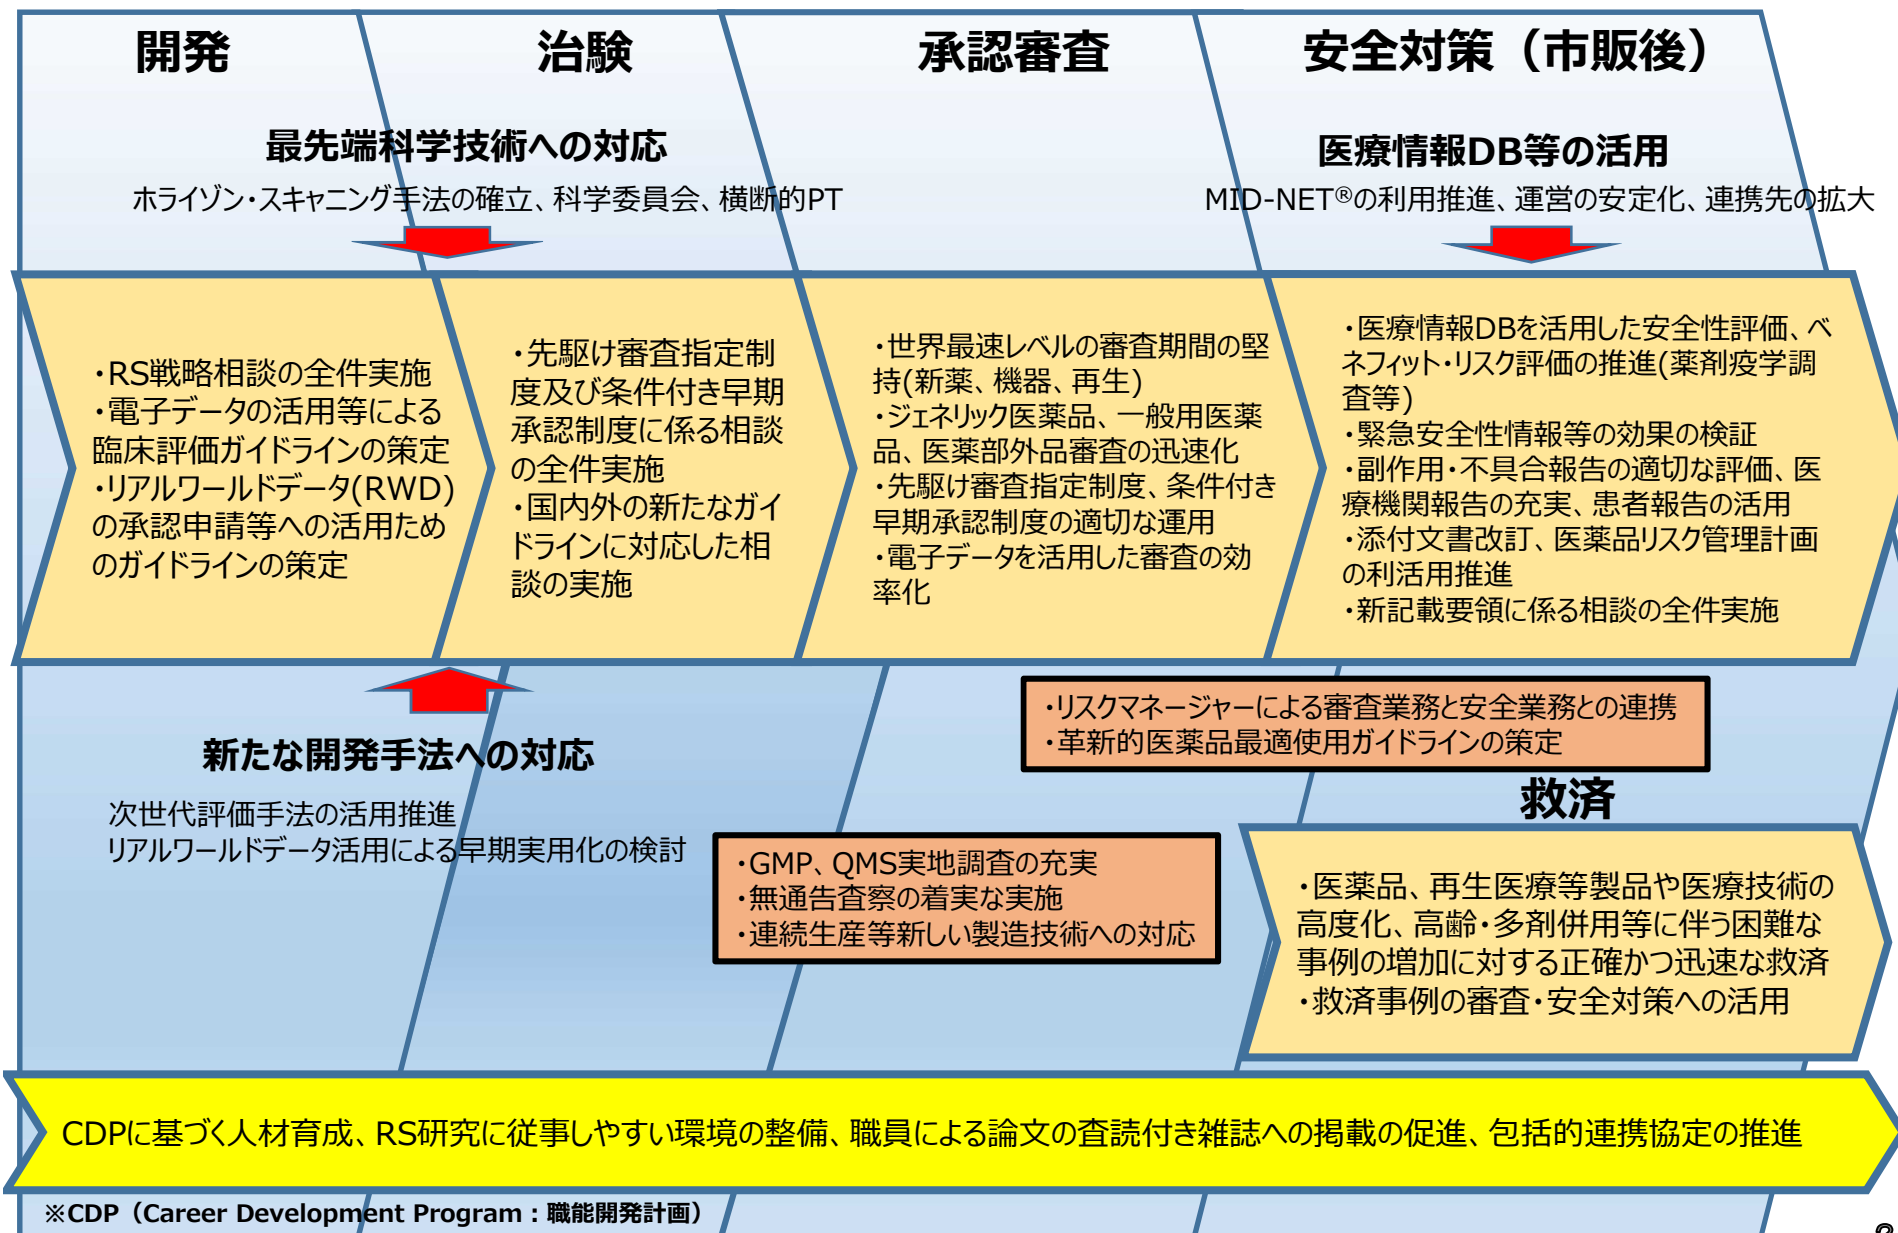 開発
治験
承認審査
安全対策（市販後）
最先端科学技術への対応
ホライゾン・スキャニング手法の確立、科学委員会、横断的PT
医療情報DB等の活用
MID-NET®の利用推進、運営の安定化、連携先の拡大
・RS戦略相談の全件実施
・電子データの活用等による
臨床評価ガイドラインの策定
・リアルワールドデータ(RWD)
の承認申請等への活用ため
のガイドラインの策定
・先駆け審査指定制
度及び条件付き早期
承認制度に係る相談
の全件実施
・国内外の新たなガイ
ドラインに対応した相
談の実施
・世界最速レベルの審査期間の堅
持(新薬、機器、再生)
・ジェネリック医薬品、一般用医薬
品、医薬部外品審査の迅速化
・先駆け審査指定制度、条件付き
早期承認制度の適切な運用
・電子データを活用した審査の効
率化
・医療情報DBを活用した安全性評価、ベ
ネフィット・リスク評価の推進(薬剤疫学調
査等)
・緊急安全性情報等の効果の検証
・副作用・不具合報告の適切な評価、医
療機関報告の充実、患者報告の活用
・添付文書改訂、医薬品リスク管理計画
の利活用推進
・新記載要領に係る相談の全件実施
新たな開発手法への対応
次世代評価手法の活用推進
リアルワールドデータ活用による早期実用化の検討
・リスクマネージャーによる審査業務と安全業務との連携
・革新的医薬品最適使用ガイドラインの策定
・GMP、QMS実地調査の充実
・無通告査察の着実な実施
・連続生産等新しい製造技術への対応
救済
・医薬品、再生医療等製品や医療技術の
高度化、高齢・多剤併用等に伴う困難な
事例の増加に対する正確かつ迅速な救済
・救済事例の審査・安全対策への活用
CDPに基づく人材育成、RS研究に従事しやすい環境の整備、職員による論文の査読付き雑誌への掲載の促進、包括的連携協定の推進
※CDP（Career Development Program：職能開発計画）